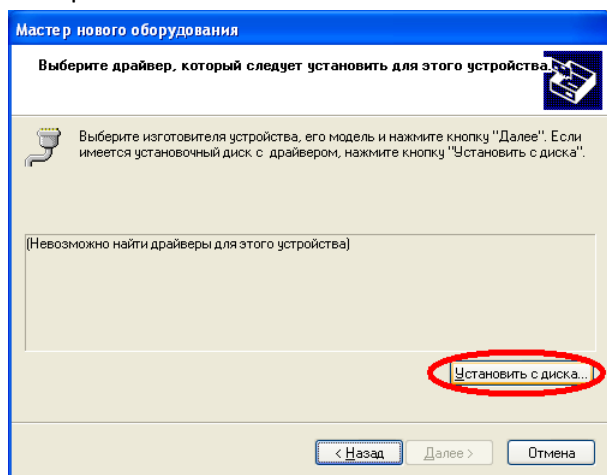 Мастер нового оборудования
Выберите драйвер, который следует установить для этого устройства.
Выберите изготовителя устройства, его модель и нажмите кнопку "Далее". Если
имеется установочный диск с драйвером, нажмите кнопку "Установить с диска".
(Невозможно найти драйверы для этого устройства)
Установить с диска...
< Назад Далее > Отмена